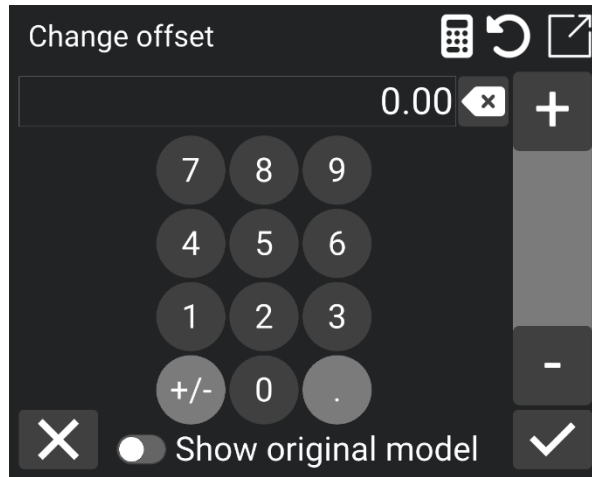 Change offset
0.00
+
7 8 9
4 5 6
1 2 3
+/- 0 .
-
Show original model